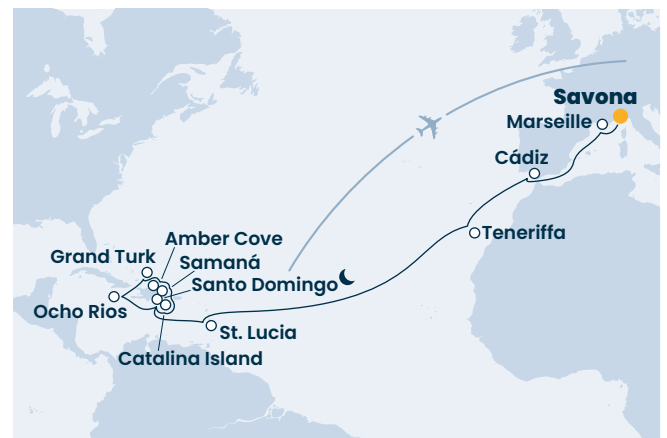 Savona
Marseille
Cádiz
Teneriffa
Amber Cove
Grand Turk
Samaná
Santo Domingo
Ocho Rios
St. Lucia
Catalina Island